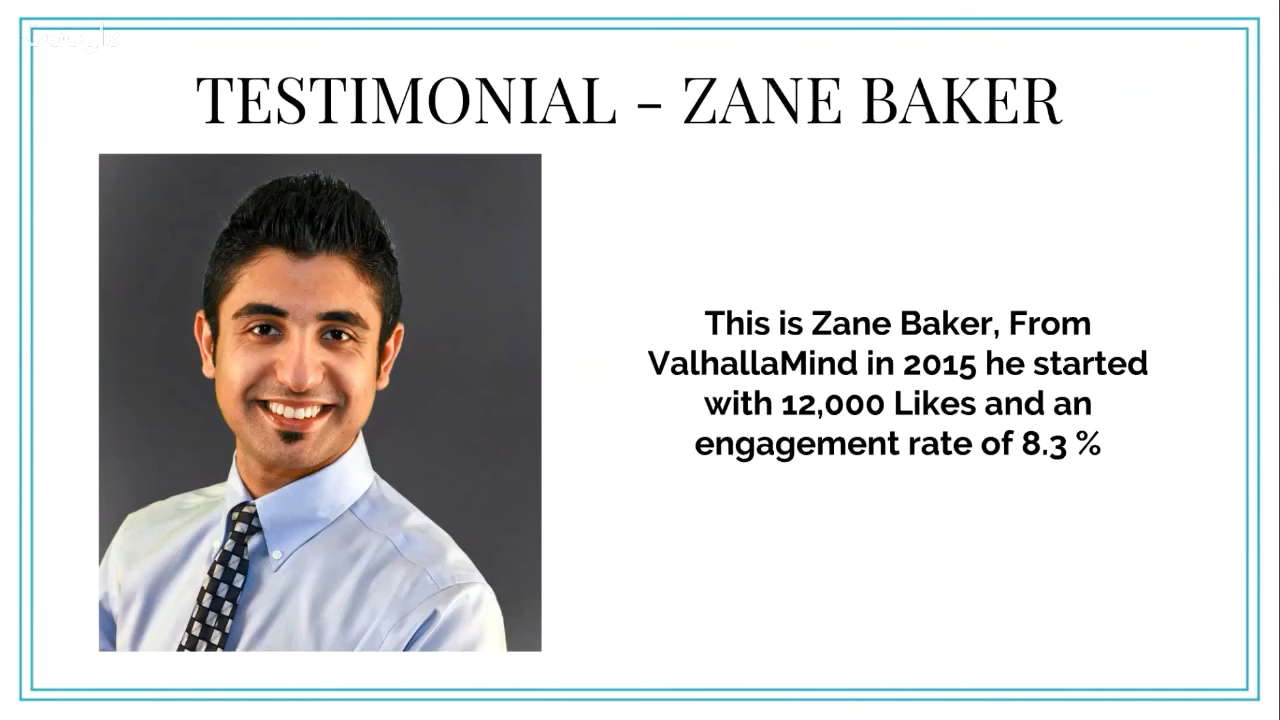 Google
TESTIMONIAL - ZANE BAKER
This is Zane Baker, From
ValhallaMind in 2015 he started
with 12,000 Likes and an
engagement rate of 8.3 %